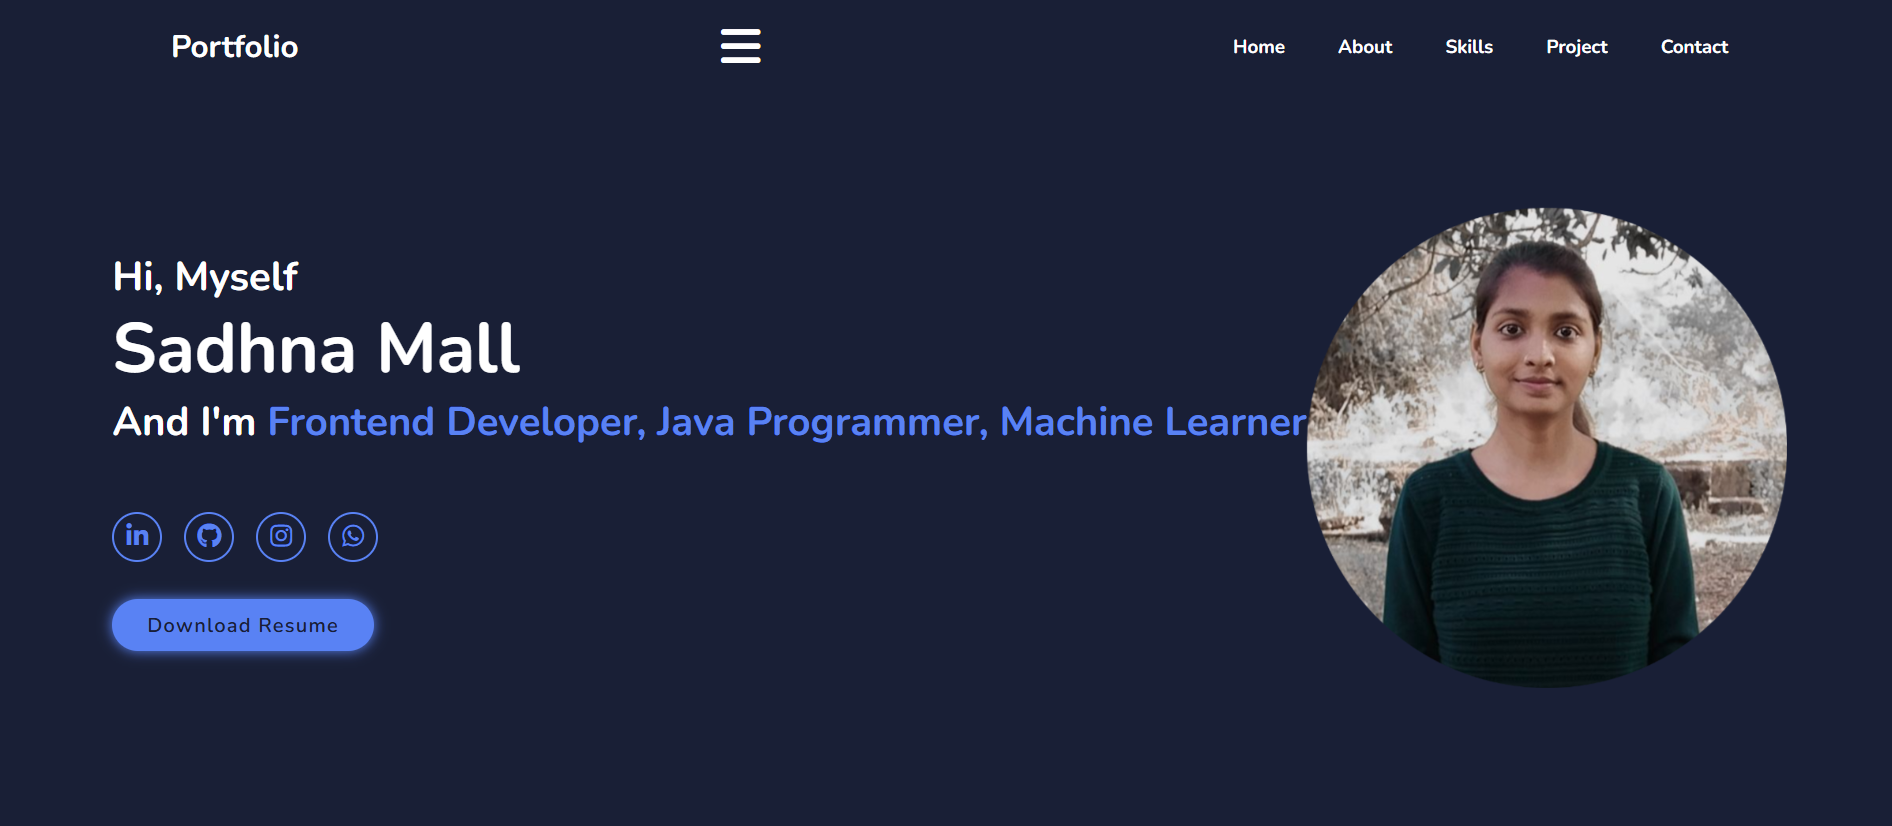 Portfolio
Home About Skills Project Contact
Hi, Myself
Sadhna Mall
And I'm Frontend Developer, Java Programmer, Machine Learner
in
Download Resume